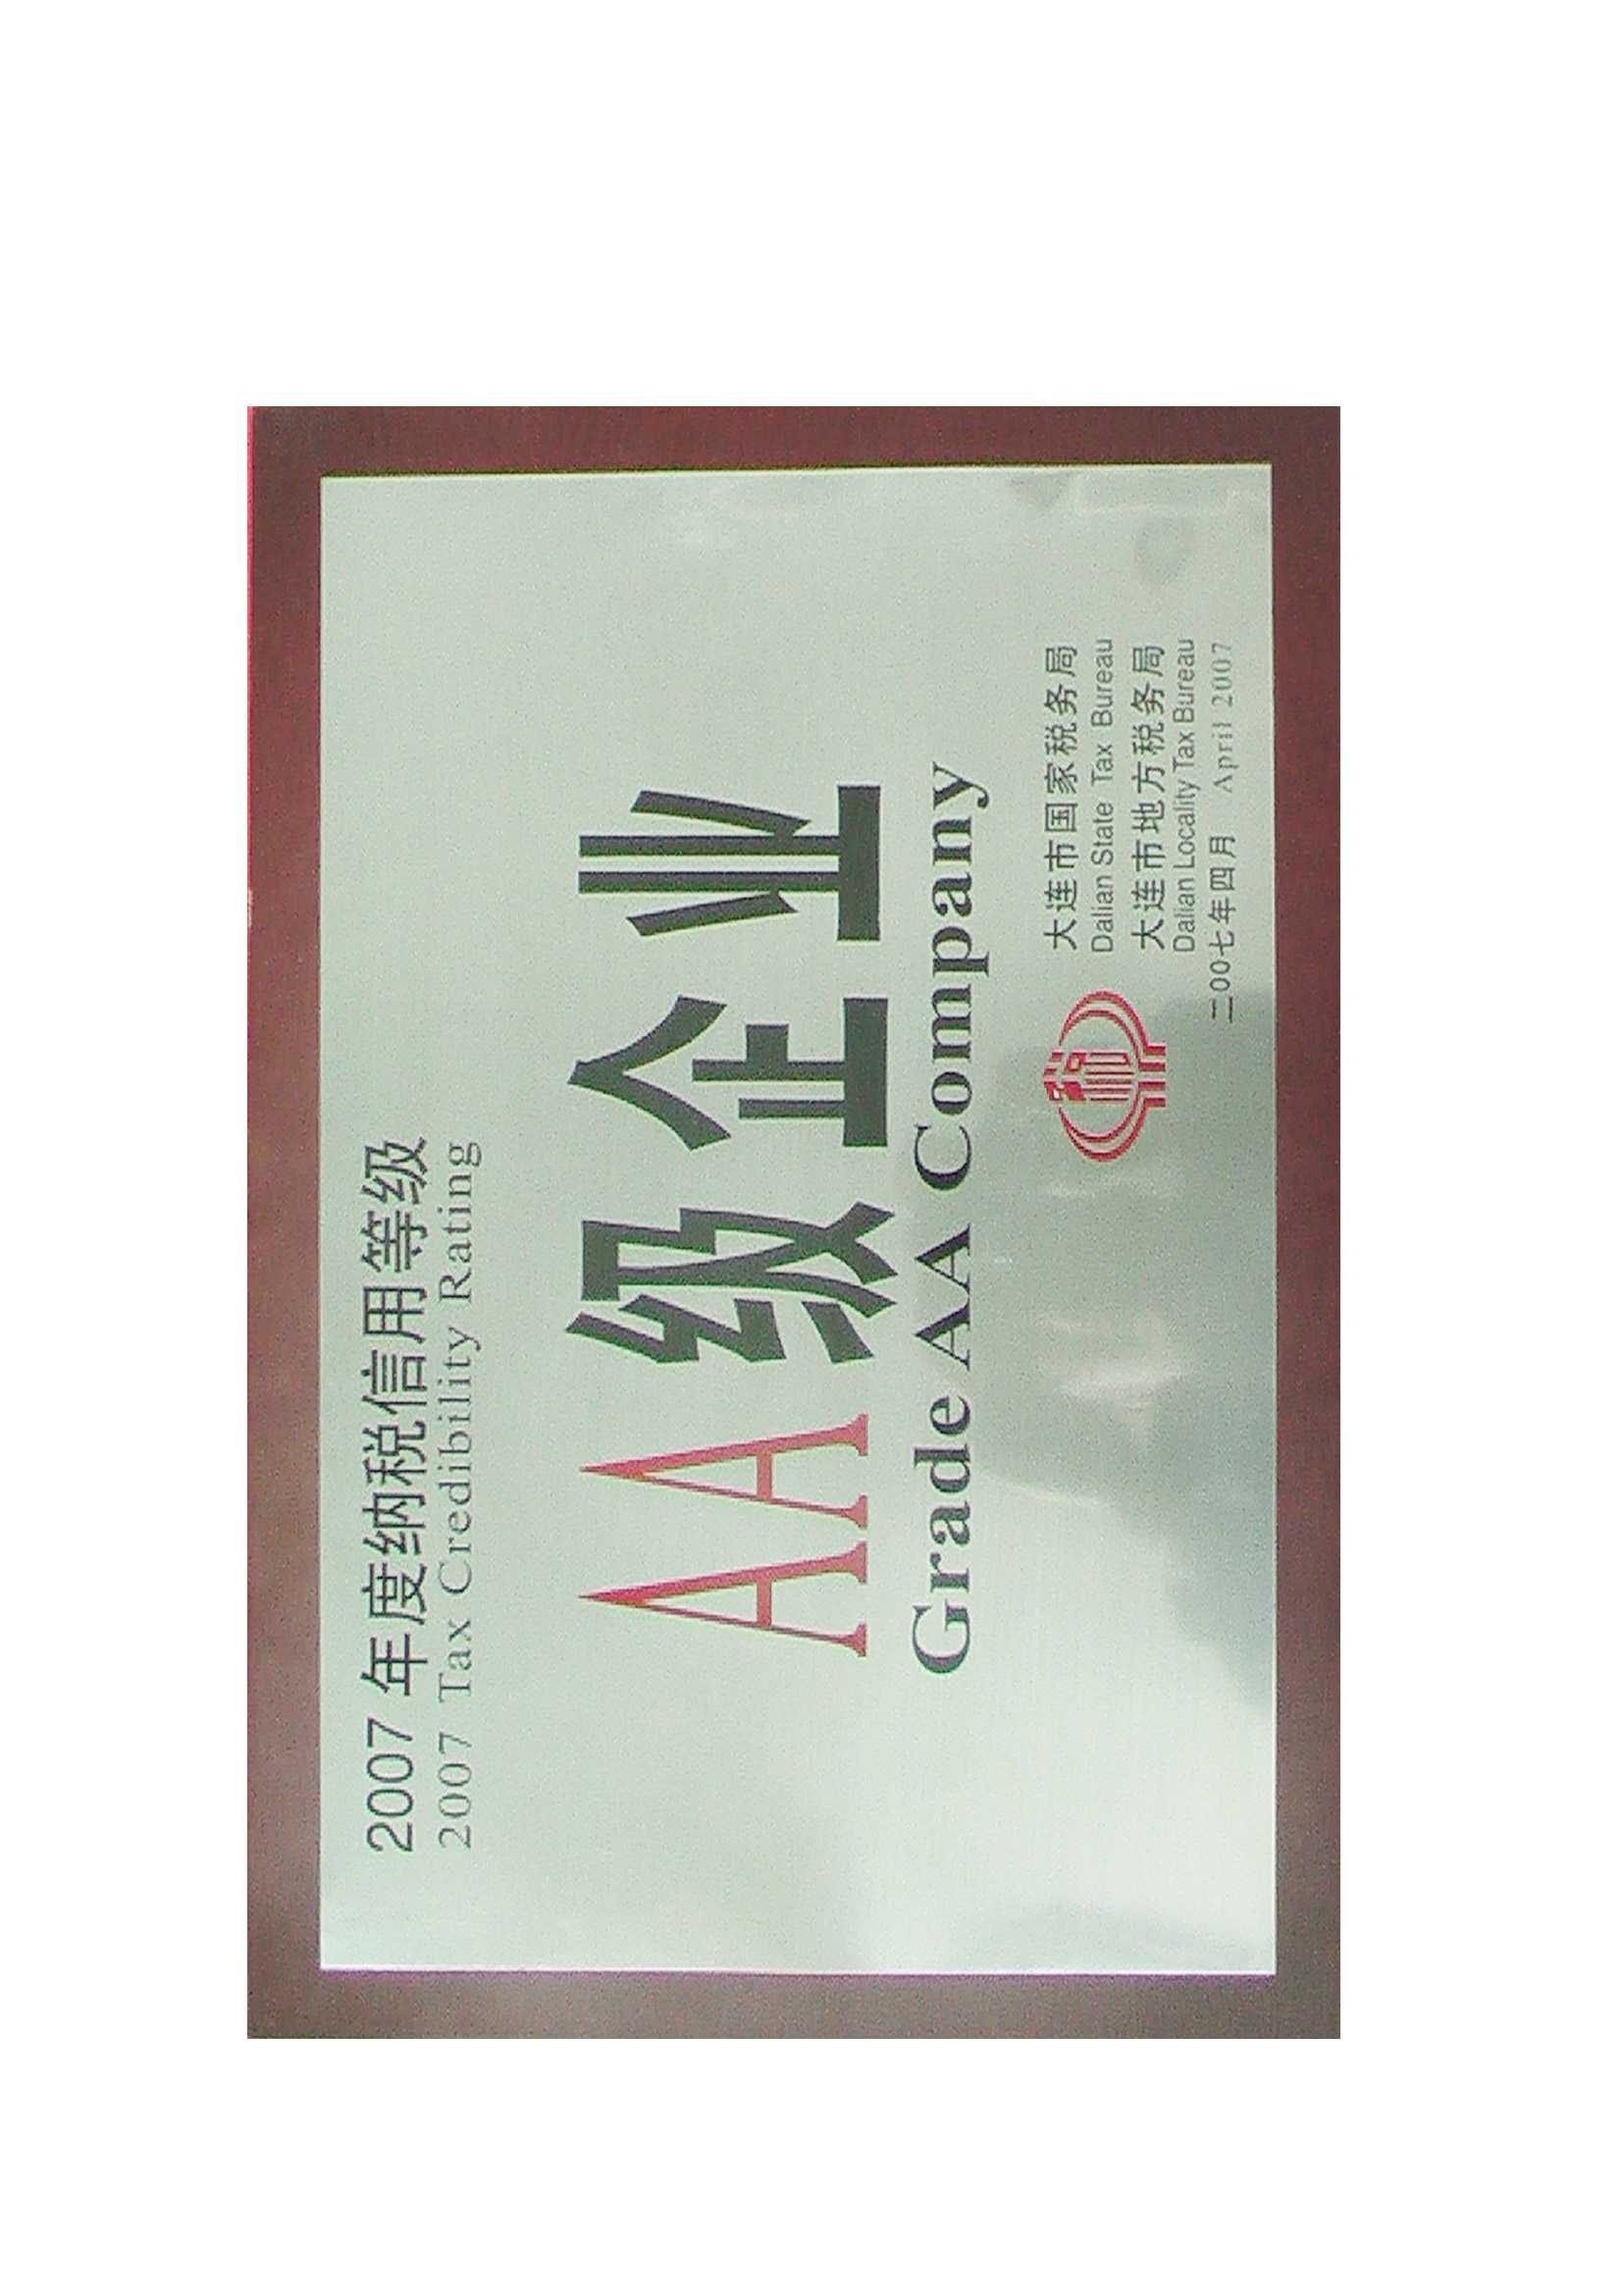 2007 年度纳税信用等级
2007 Tax Credibility Rating
AA 级企业
Grade AA Company
税
大连市国家税务局
Dalian State Tax Bureau
大连市地方税务局
Dalian Locality Tax Bureau
二00七年四月 April 2007